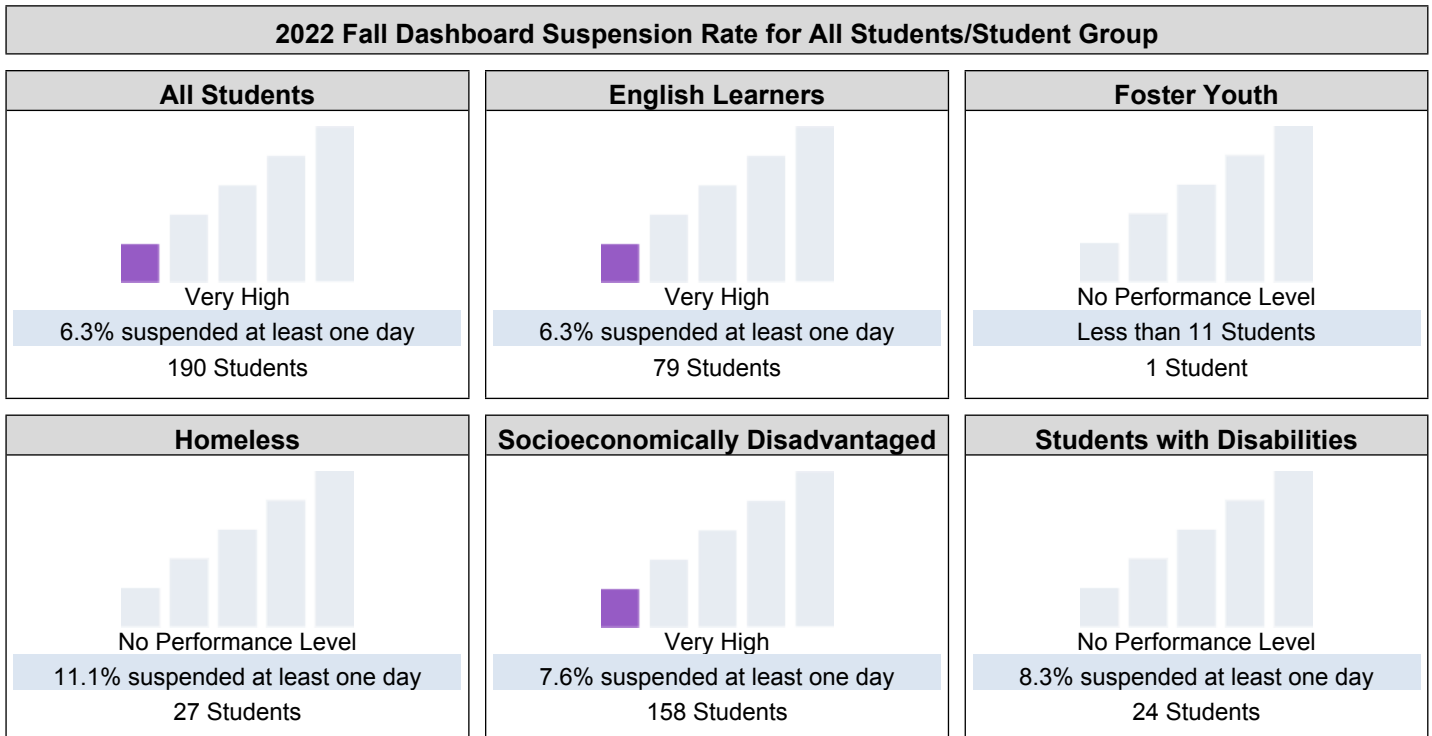 2022 Fall Dashboard Suspension Rate for All Students/Student Group
All Students
Very High
6.3% suspended at least one day
190 Students
English Learners
Very High
6.3% suspended at least one day
79 Students
Foster Youth
No Performance Level
Less than 11 Students
1 Student
Homeless
No Performance Level
11.1% suspended at least one day
27 Students
Socioeconomically Disadvantaged
Very High
7.6% suspended at least one day
158 Students
Students with Disabilities
No Performance Level
8.3% suspended at least one day
24 Students